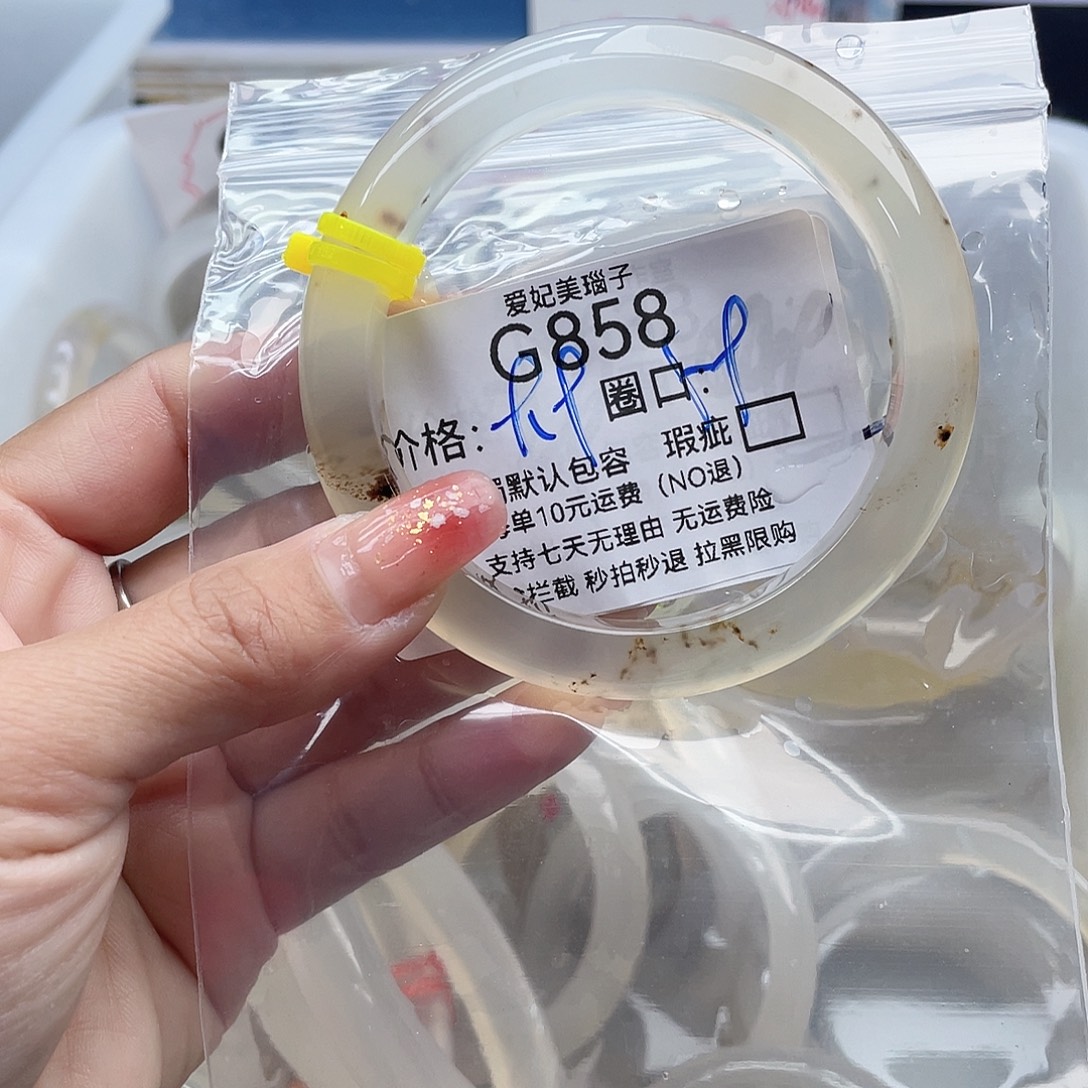 爱妃美瑙子
G858
圈口:
价格:
瑕疵
默认包容 (NO退)
单10元运费
支持七天无理由 无运费险
拦截 秒拍秒退 拉黑限购